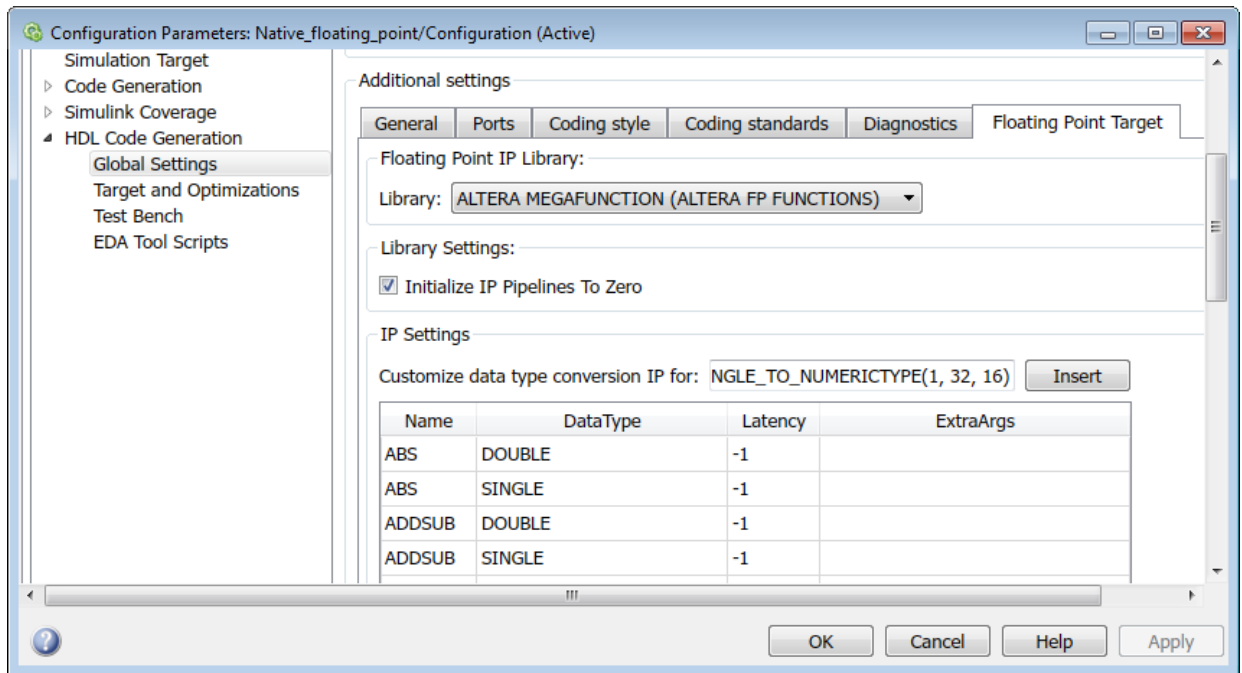 Configuration Parameters: Native_floating_point/Configuration (Active)
Simulation Target
Code Generation
Simulink Coverage
HDL Code Generation
Global Settings
Target and Optimizations
Test Bench
EDA Tool Scripts
Additional settings
General Ports Coding style Coding standards Diagnostics Floating Point Target
Floating Point IP Library:
Library: ALTERA MEGAFUNCTION (ALTERA FP FUNCTIONS)
Library Settings:
Initialize IP Pipelines To Zero
IP Settings
Customize data type conversion IP for: NGLE_TO_NUMERICTYPE(1, 32, 16) Insert
Name DataType Latency ExtraArgs
ABS DOUBLE -1
ABS SINGLE -1
ADDSUB DOUBLE -1
ADDSUB SINGLE -1
OK Cancel Help Apply